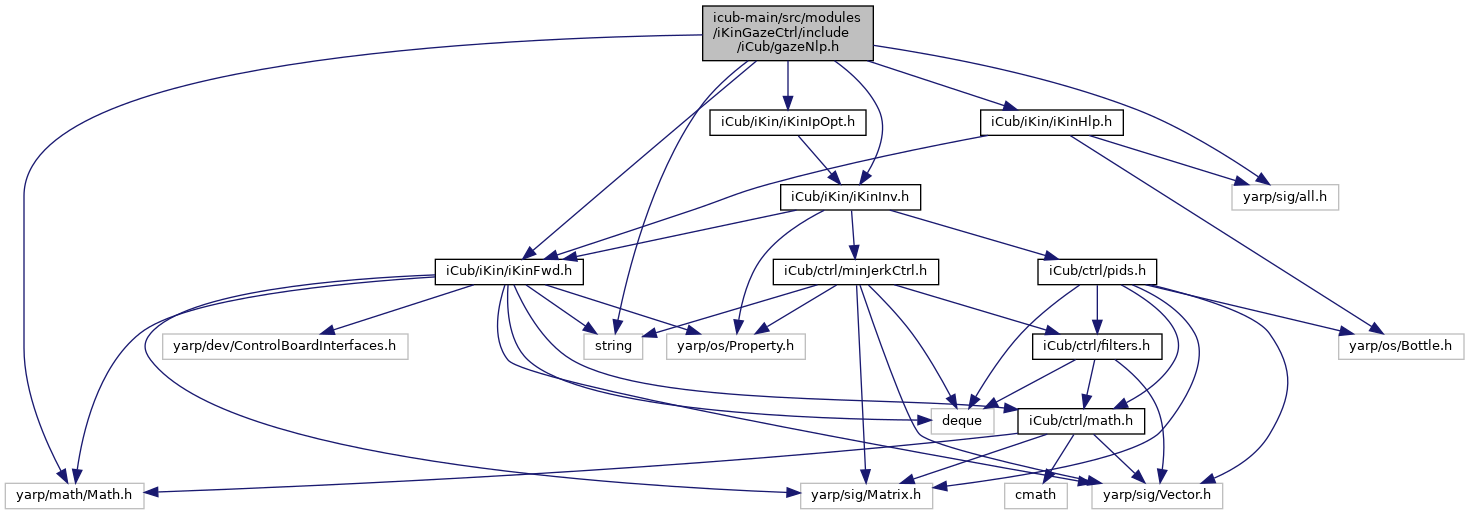 icub-main/src/modules
/iKinGazeCtrl/include
/iCub/gazeNlp.h
iCub/iKin/iKinIpOpt.h
iCub/iKin/iKinHlp.h
iCub/iKin/iKinInv.h
yarp/sig/all.h
iCub/iKin/iKinFwd.h
iCub/ctrl/minJerkCtrl.h
iCub/ctrl/pids.h
yarp/dev/ControlBoardInterfaces.h
string
yarp/os/Property.h
iCub/ctrl/filters.h
yarp/os/Bottle.h
deque
iCub/ctrl/math.h
yarp/math/Math.h
yarp/sig/Matrix.h
cmath
yarp/sig/Vector.h